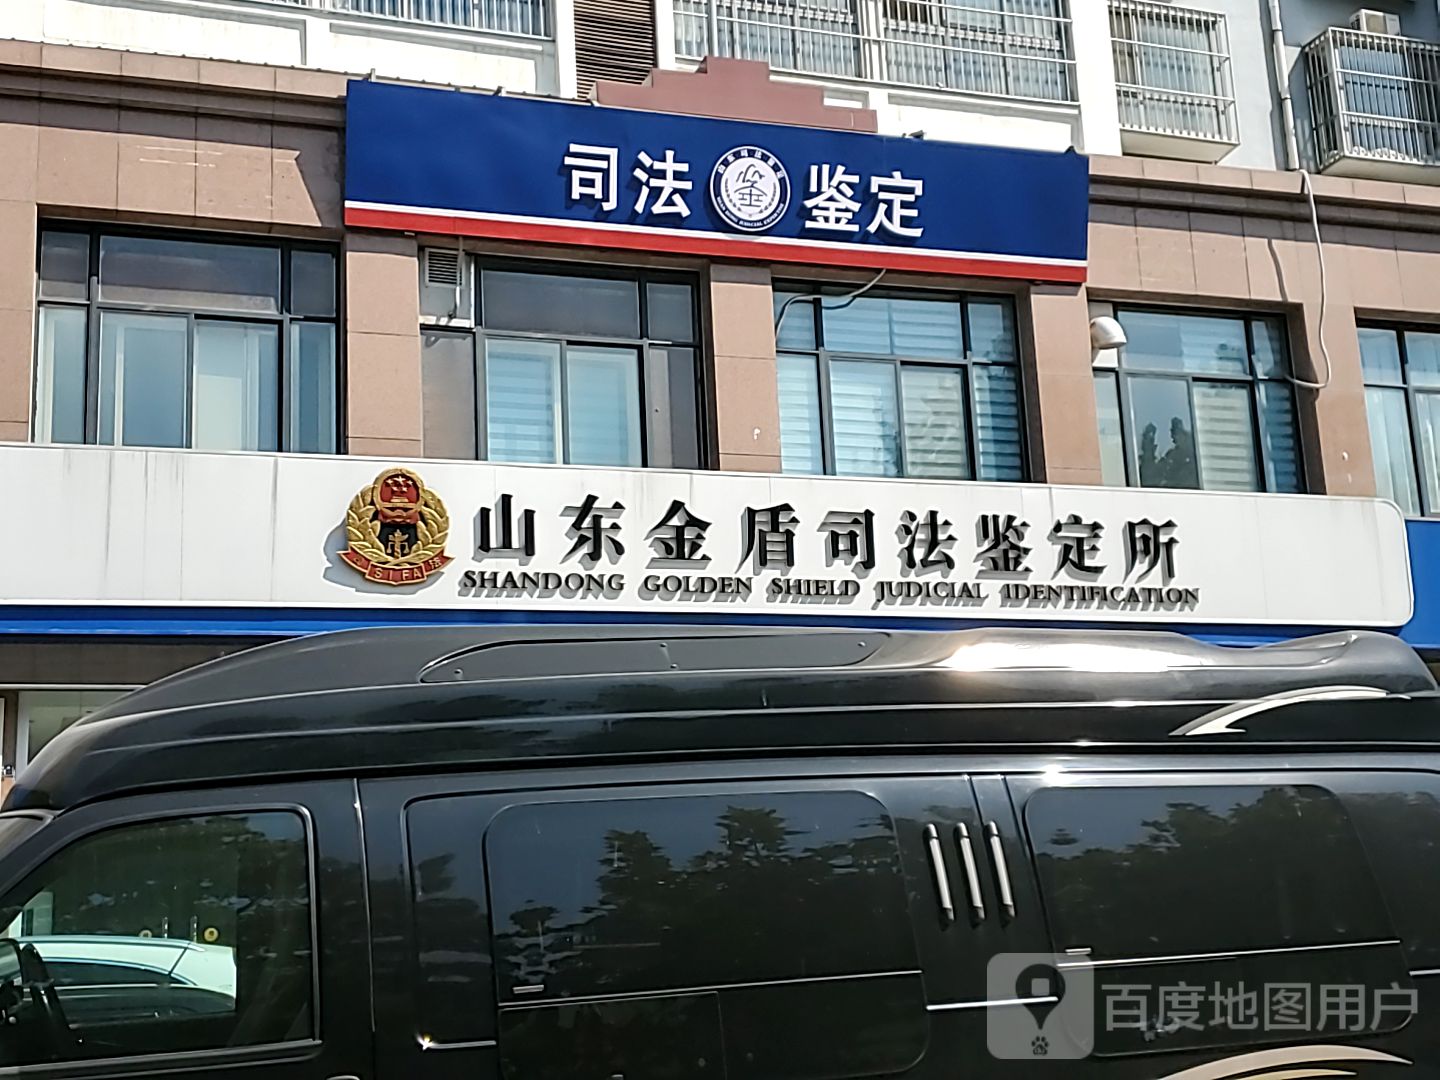 司法鉴定
山东金盾司法鉴定所
SHANDONG GOLDEN SHIELD JUDICIAL IDENTIFICATION
SIFA
百度地图用户